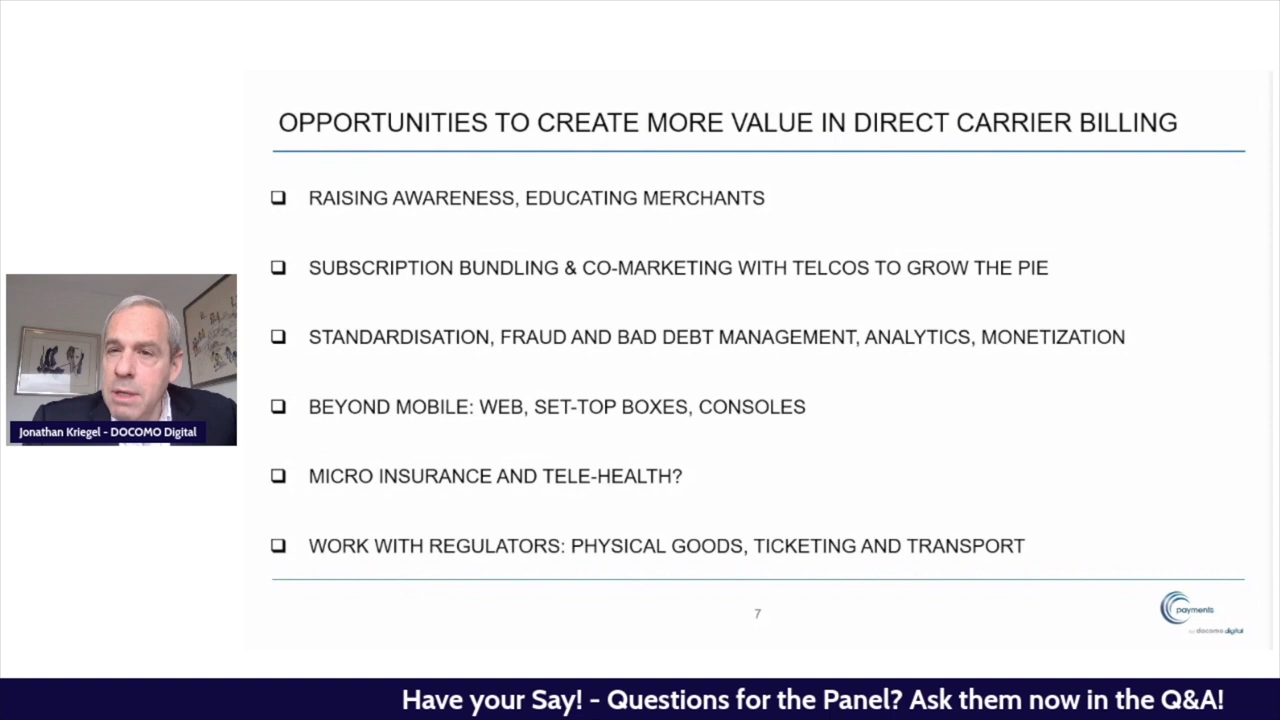 OPPORTUNITIES TO CREATE MORE VALUE IN DIRECT CARRIER BILLING
RAISING AWARENESS, EDUCATING MERCHANTS
SUBSCRIPTION BUNDLING & CO-MARKETING WITH TELCOS TO GROW THE PIE
STANDARDISATION, FRAUD AND BAD DEBT MANAGEMENT, ANALYTICS, MONETIZATION
BEYOND MOBILE: WEB, SET-TOP BOXES, CONSOLES
MICRO INSURANCE AND TELE-HEALTH?
WORK WITH REGULATORS: PHYSICAL GOODS, TICKETING AND TRANSPORT
Jonathan Kriegel - DOCOMO Digital
7
payments
docomo digital
Have your Say! - Questions for the Panel? Ask them now in the Q&A!